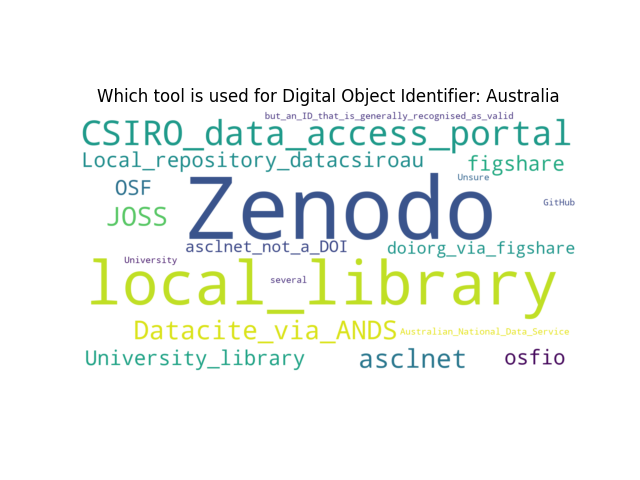 Which tool is used for Digital Object Identifier: Australia
but_an_ID_that_is_generally_recognised_as_valid
CSIRO_data_access_portal
Local_repository_datacsiroau
figshare
OSF
Unsure
Zenodo
GitHub
JOSS
asclnet_not_a_DOI
doiorg_via_figshare
University
local_library
several
Datacite_via_ANDS
Australian_National_Data_Service
University_library
asclnet
osfio